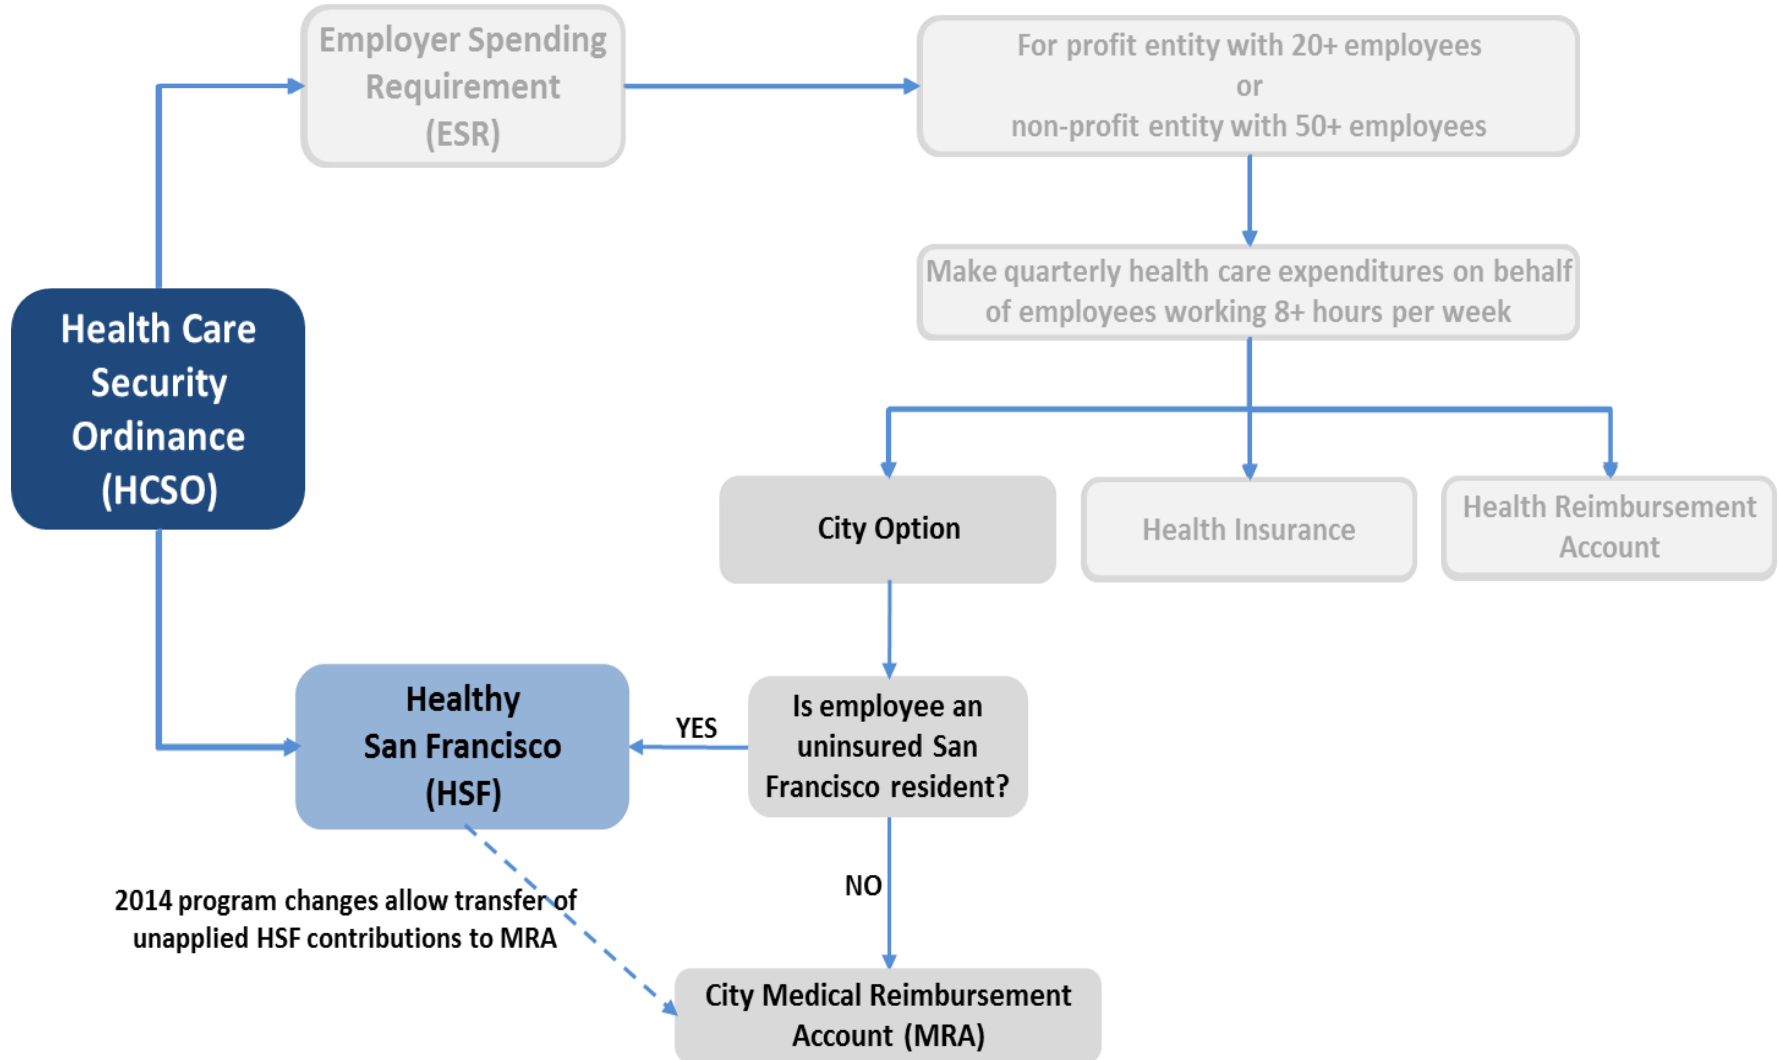 Employer Spending
Requirement
(ESR)
For profit entity with 20+ employees
or
non-profit entity with 50+ employees
Make quarterly health care expenditures on behalf
of employees working 8+ hours per week
Health Care
Security
Ordinance
(HCSO)
City Option
Health Insurance
Health Reimbursement
Account
Healthy
San Francisco
(HSF)
YES
Is employee an
uninsured San
Francisco resident?
NO
2014 program changes allow transfer of
unapplied HSF contributions to MRA
City Medical Reimbursement
Account (MRA)